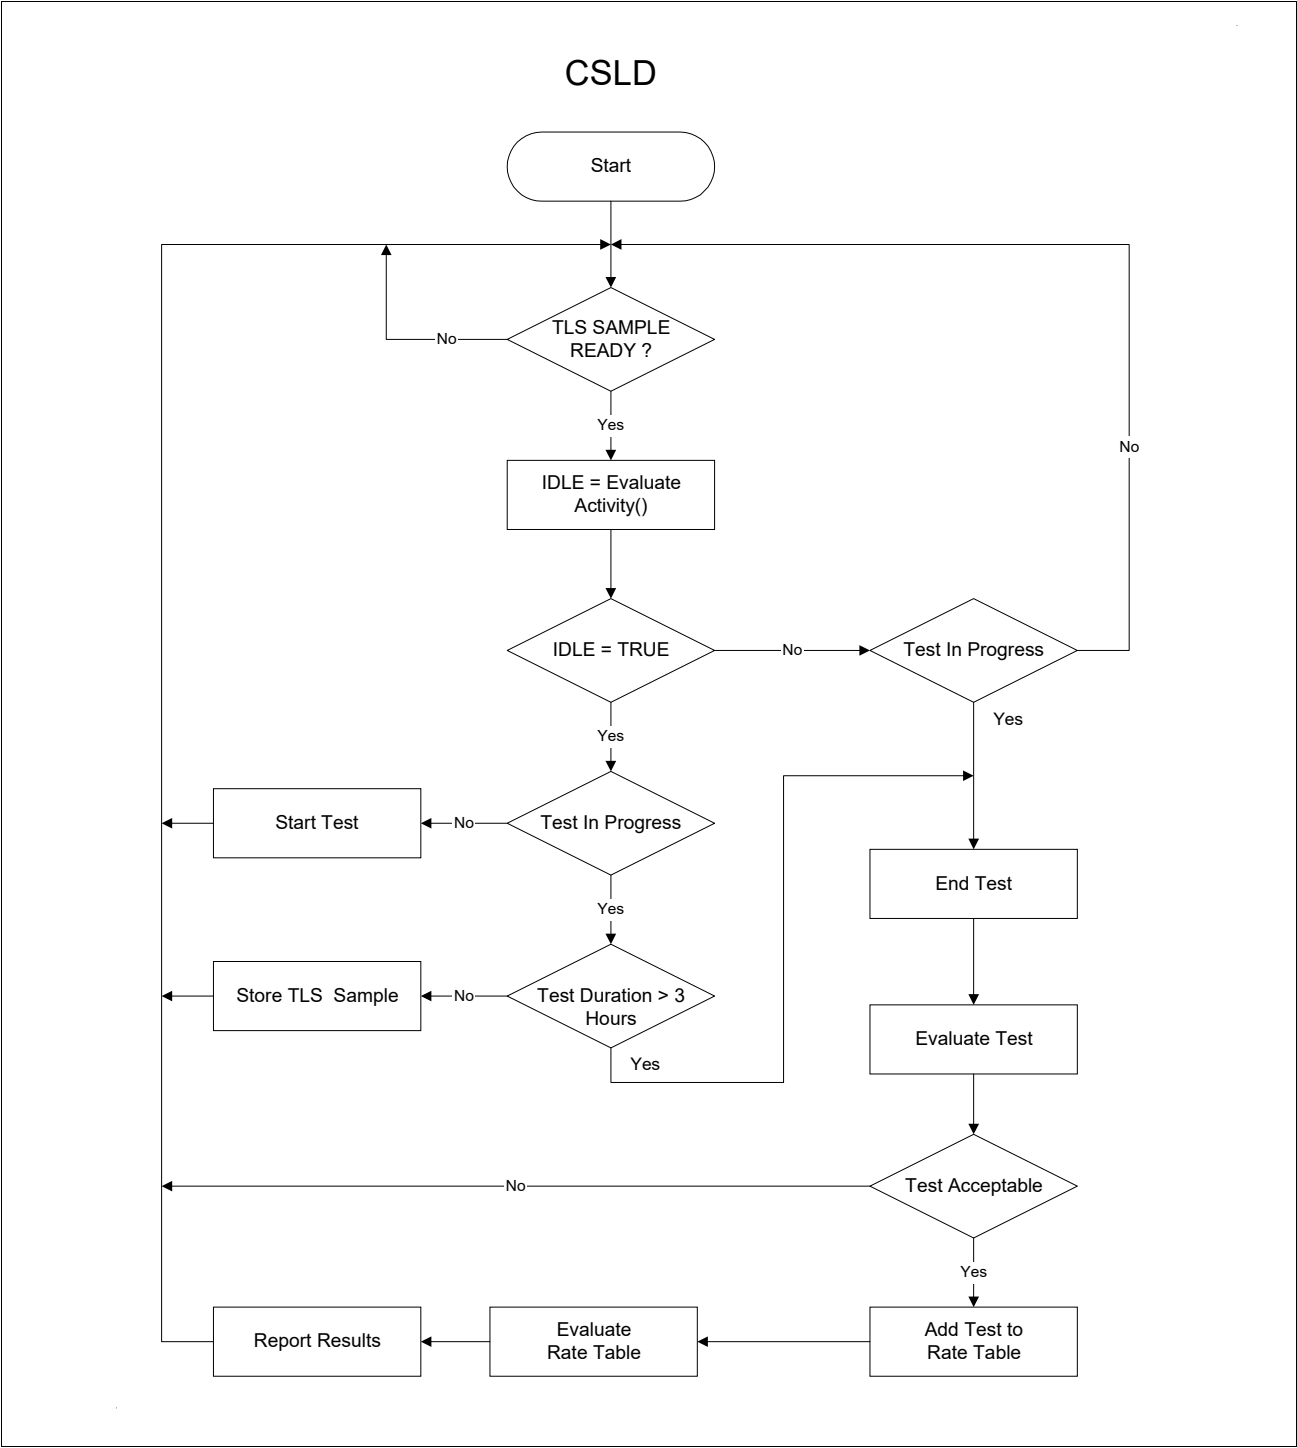 CSLD
Start
TLS SAMPLE
READY ?
No
Yes
No
IDLE = Evaluate
Activity()
IDLE = TRUE
No
Test In Progress
Yes
Yes
Start Test
No
Test In Progress
End Test
Yes
Store TLS  Sample
No
Test Duration > 3
Hours
Yes
Evaluate Test
No
Test Acceptable
Yes
Report Results
Evaluate
Rate Table
Add Test to
Rate Table